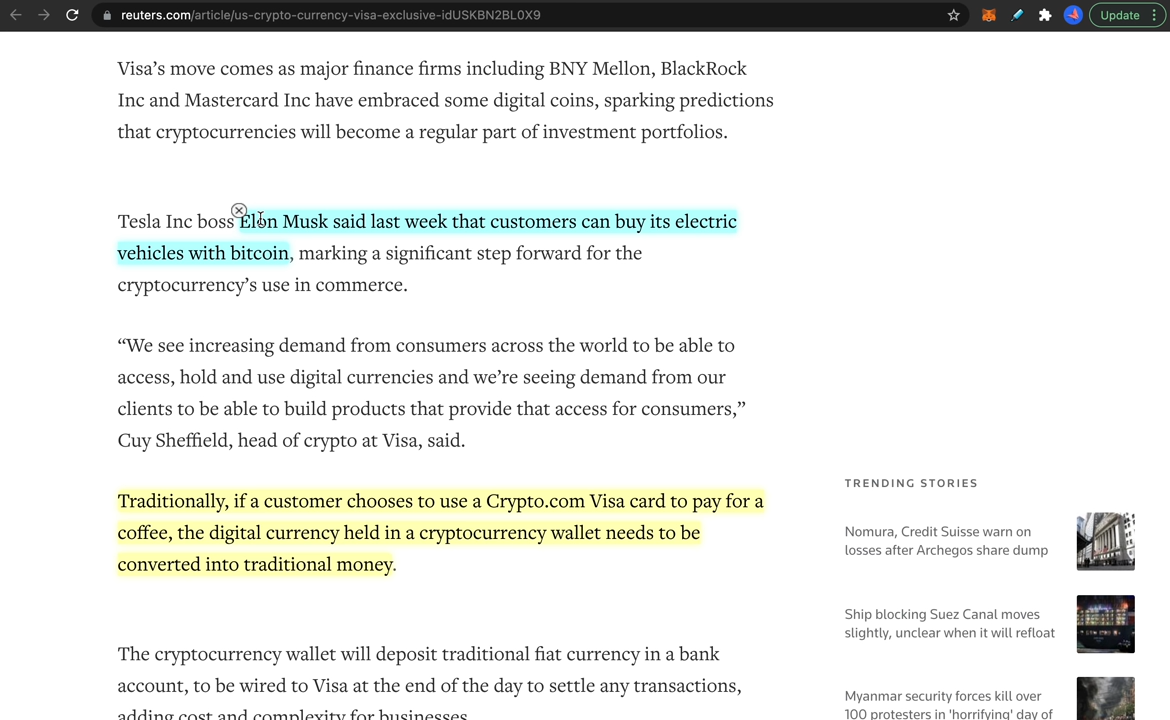 reuters.com/article/us-crypto-currency-visa-exclusive-idUSKBN2BL0X9
Update
Visa’s move comes as major finance firms including BNY Mellon, BlackRock
Inc and Mastercard Inc have embraced some digital coins, sparking predictions
that cryptocurrencies will become a regular part of investment portfolios.
Tesla Inc boss Elon Musk said last week that customers can buy its electric
vehicles with bitcoin, marking a significant step forward for the
cryptocurrency’s use in commerce.
“We see increasing demand from consumers across the world to be able to
access, hold and use digital currencies and we’re seeing demand from our
clients to be able to build products that provide that access for consumers,”
Cuy Sheffield, head of crypto at Visa, said.
Traditionally, if a customer chooses to use a Crypto.com Visa card to pay for a
coffee, the digital currency held in a cryptocurrency wallet needs to be
converted into traditional money.
The cryptocurrency wallet will deposit traditional fiat currency in a bank
account, to be wired to Visa at the end of the day to settle any transactions,
adding cost and complexity for businesses.
TRENDING STORIES
Nomura, Credit Suisse warn on
losses after Archegos share dump
Ship blocking Suez Canal moves
slightly, unclear when it will refloat
Myanmar security forces kill over
100 protesters in 'horrifying' day of